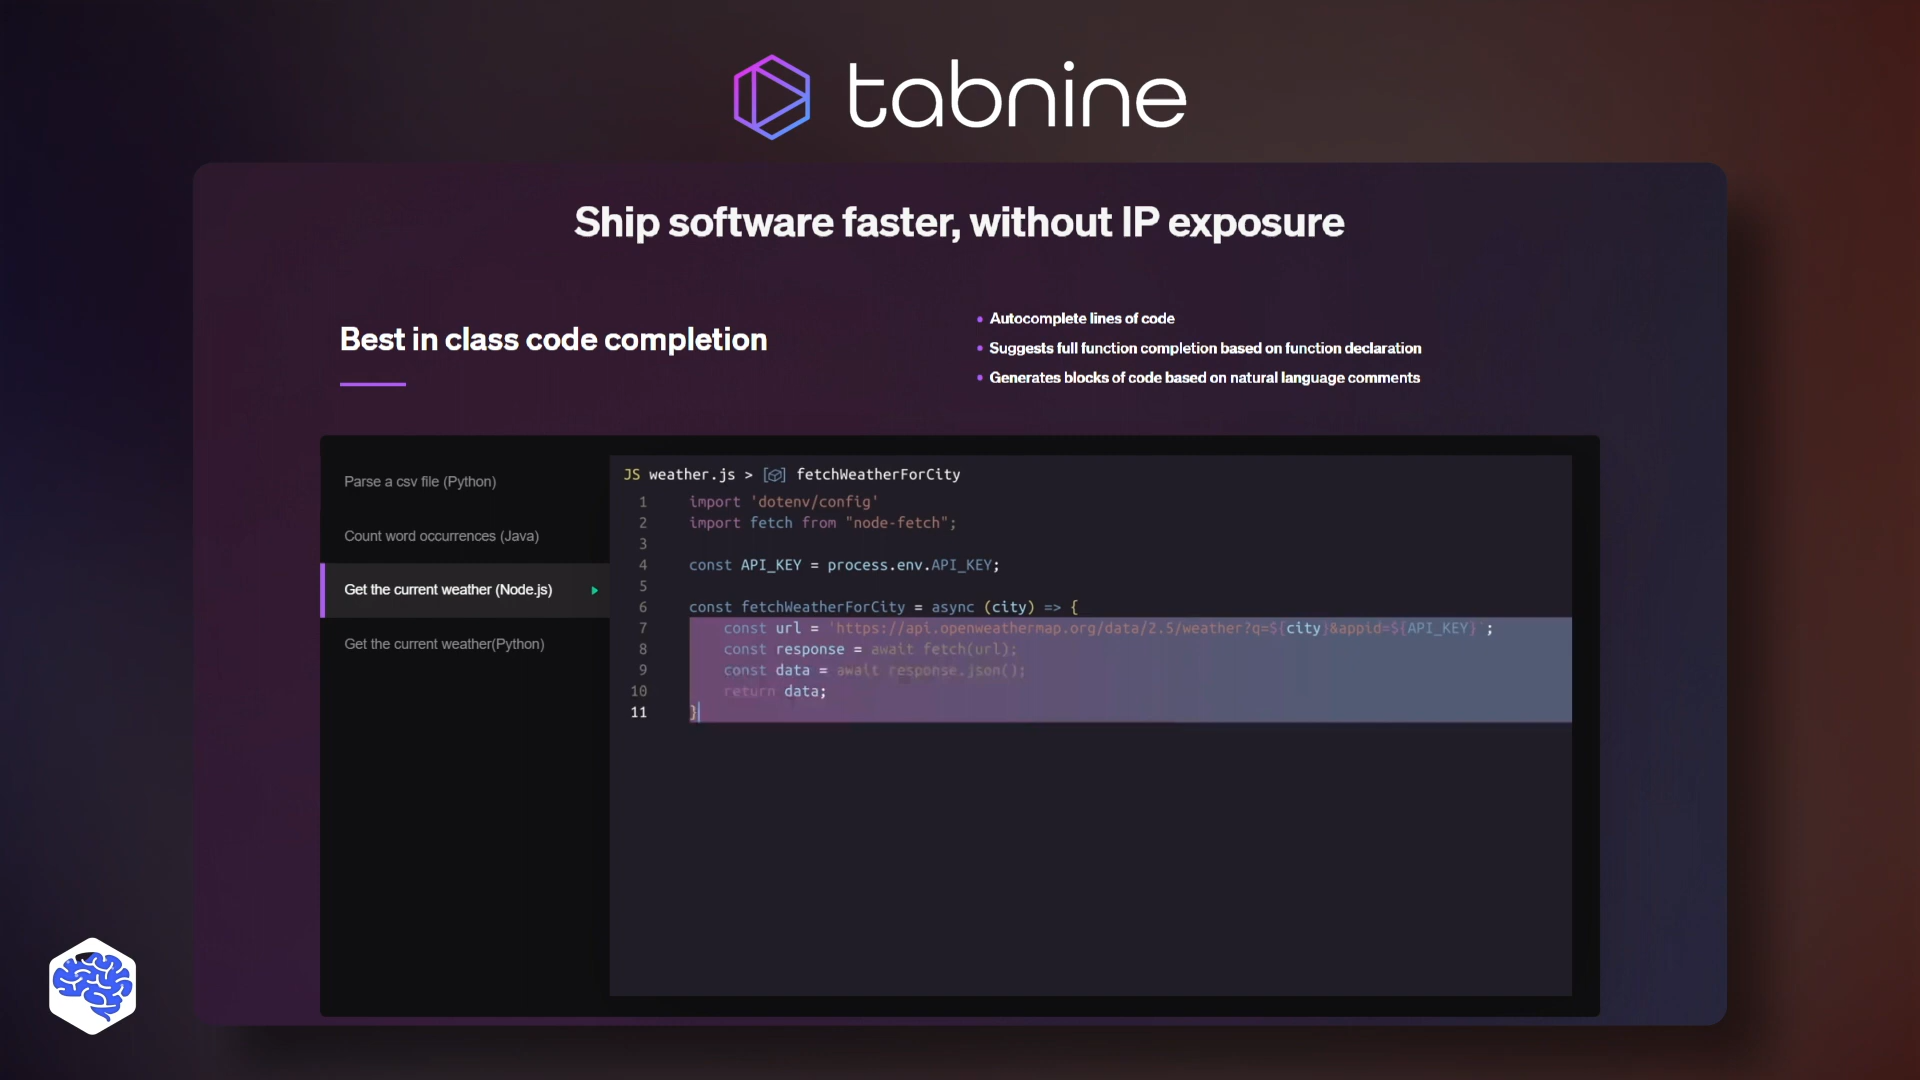 tabnine
Ship software faster, without IP exposure
Best in class code completion
• Autocomplete lines of code
• Suggests full function completion based on function declaration
• Generates blocks of code based on natural language comments
Parse a csv file (Python)
Count word occurrences (Java)
Get the current weather (Node.js)
Get the current weather(Python)
JS weather.js > fetchWeatherForCity
1 import 'dotenv/config'
2 import fetch from "node-fetch";
3
4 const API_KEY = process.env.API_KEY;
5
6 const fetchWeatherForCity = async (city) => {
7 const url = `https://api.openweathermap.org/data/2.5/weather?q=${city}&appid=${API_KEY}`;
8 const response = await fetch(url);
9 const data = await response.json();
10 return data;
11 }